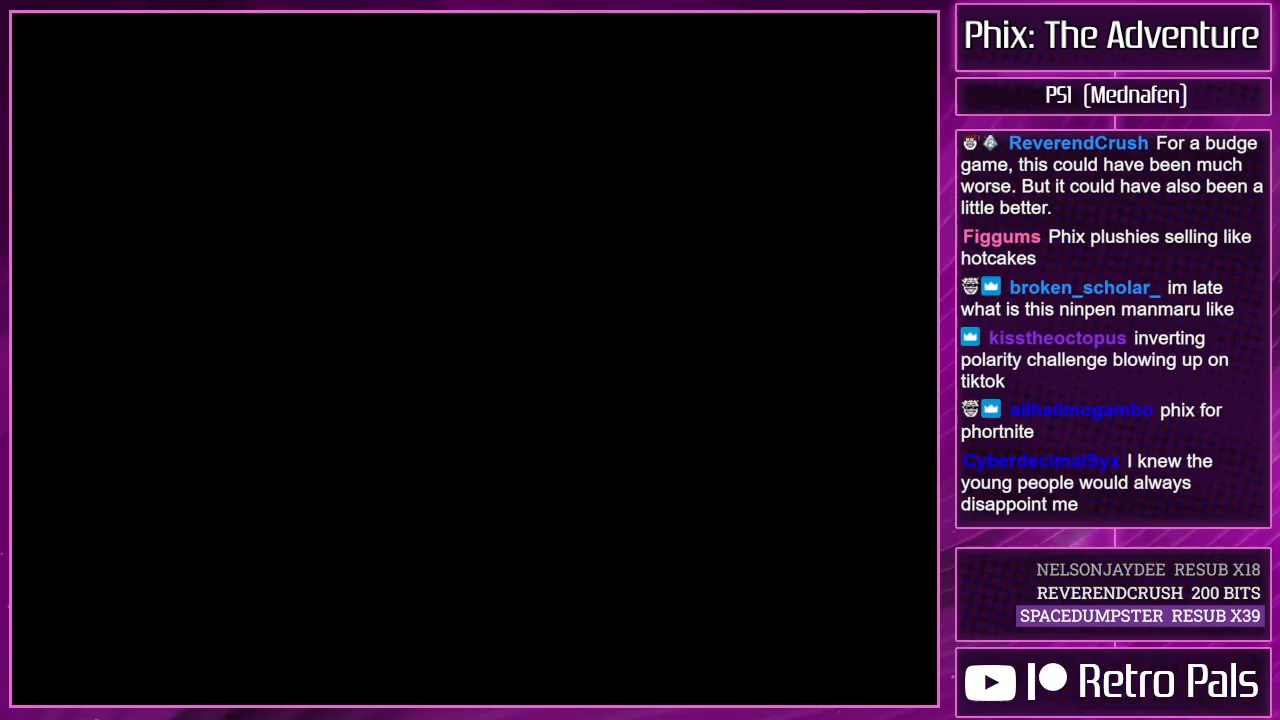 Phix: The Adventure
PS1 (Mednafen)
ReverendCrush For a budge
game, this could have been much
worse. But it could have also been a
little better.
Figgums Phix plushies selling like
hotcakes
broken_scholar_ im late
what is this ninpen manmaru like
kisstheoctopus inverting
polarity challenge blowing up on
tiktok
allhailmogambo phix for
phortnite
CyberdecimalSyx I knew the
young people would always
disappoint me
NELSONJAYDEE RESUB X18
REVERENDCRUSH 200 BITS
SPACEDUMPSTER RESUB X39
Retro Pals